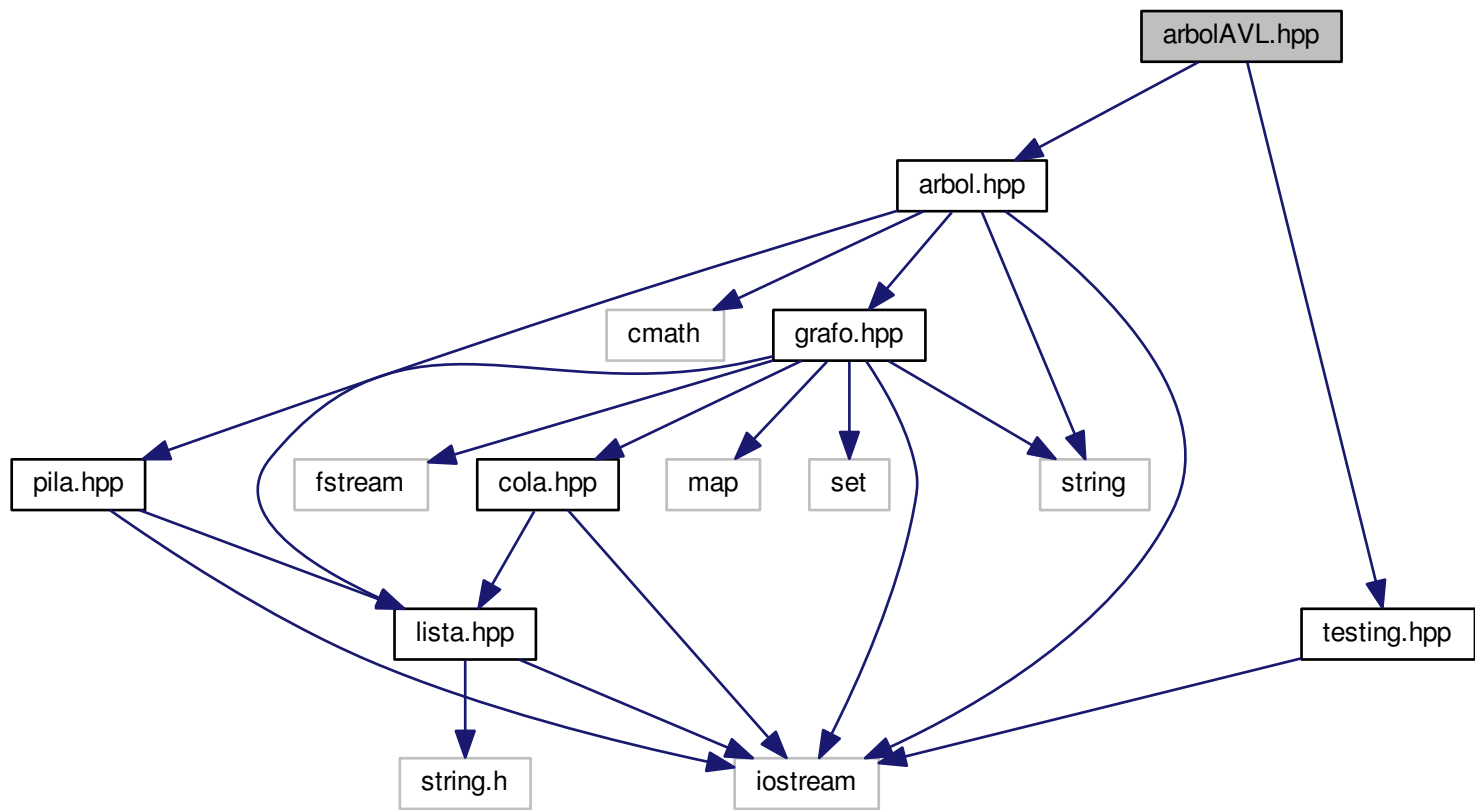 arbolAVL.hpp
arbol.hpp
cmath
grafo.hpp
pila.hpp
fstream
cola.hpp
map
set
string
lista.hpp
testing.hpp
string.h
iostream